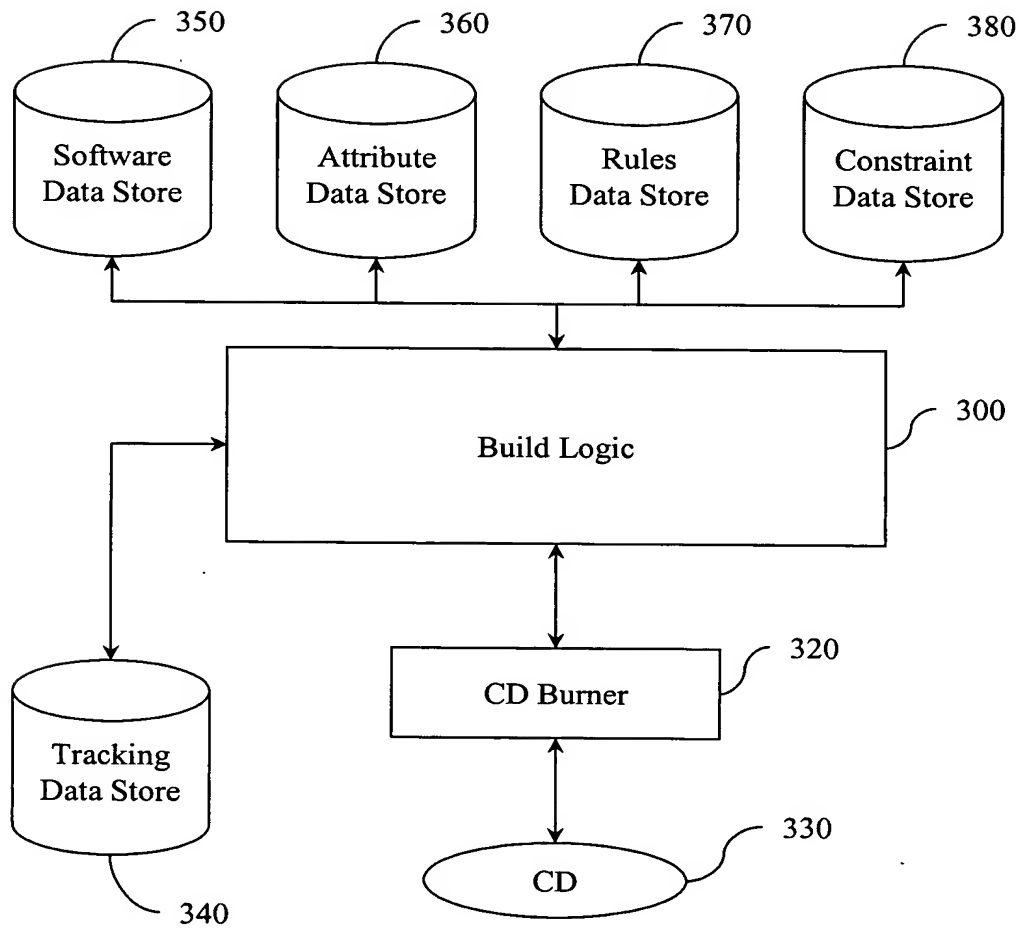 350
360
370
380
Software
Data Store
Attribute
Data Store
Rules
Data Store
Constraint
Data Store
300
Build Logic
320
CD Burner
Tracking
Data Store
330
CD
340